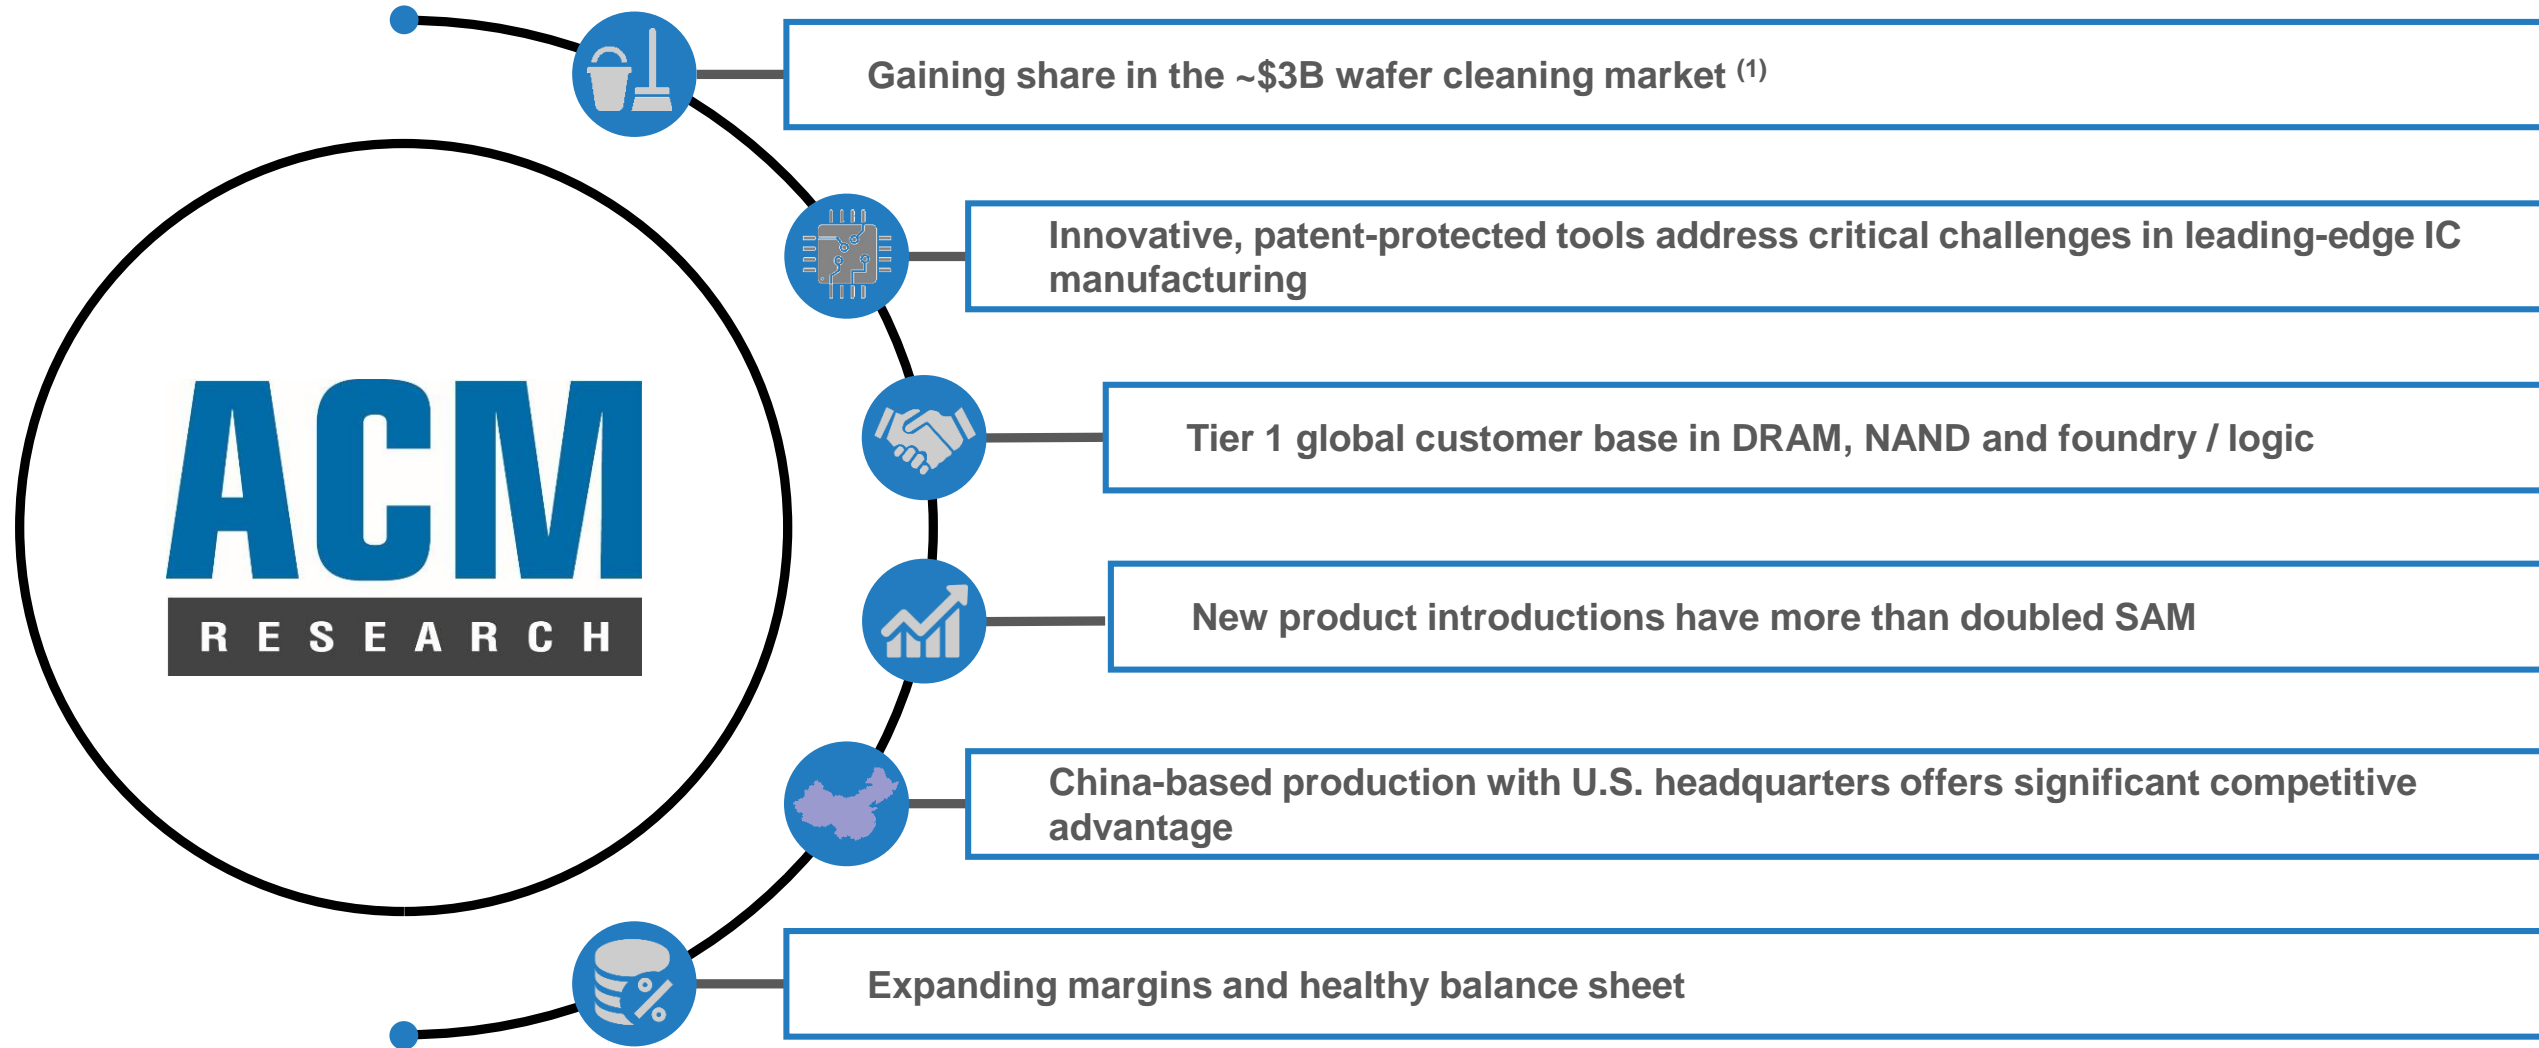 Gaining share in the ~$3B wafer cleaning market (1)
Innovative, patent-protected tools address critical challenges in leading-edge IC
manufacturing
ACM
RESEARCH
Tier 1 global customer base in DRAM, NAND and foundry / logic
New product introductions have more than doubled SAM
China-based production with U.S. headquarters offers significant competitive
advantage
Expanding margins and healthy balance sheet